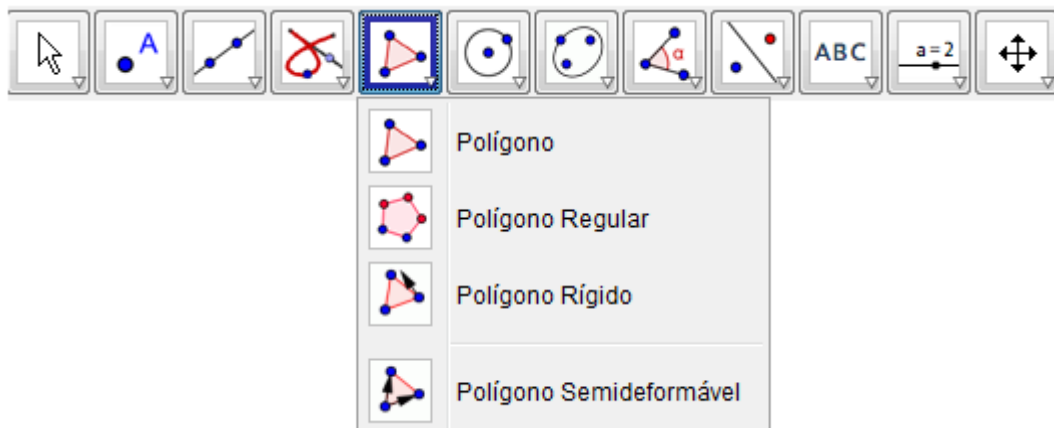 A
α
ABC
a=2
Polígono
Polígono Regular
Polígono Rígido
Polígono Semideformável